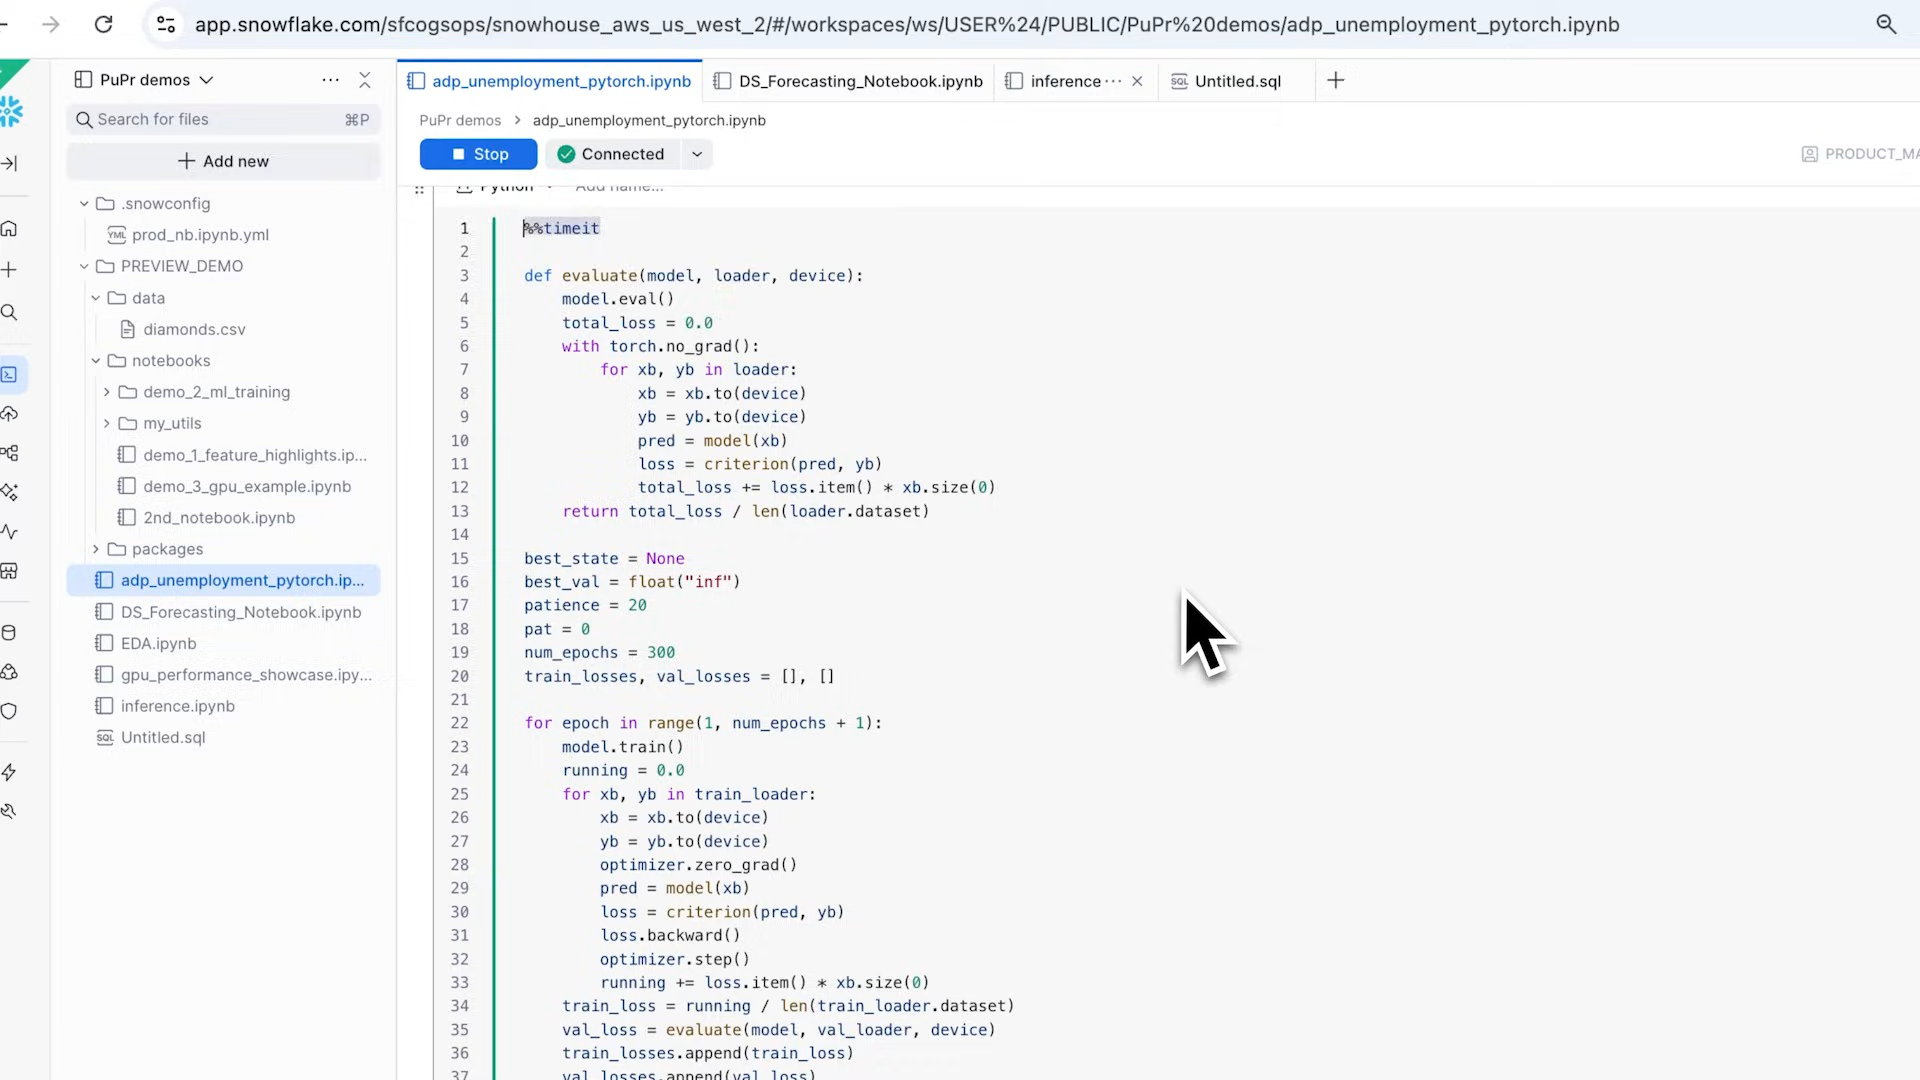 app.snowflake.com/sfcogsops/snowhouse_aws_us_west_2/#/workspaces/ws/USER%24/PUBLIC/PuPr%20demos/adp_unemployment_pytorch.ipynb
PuPr demos
Search for files
⌘P
Add new
.snowconfig
YML prod_nb.ipynb.yml
PREVIEW_DEMO
data
diamonds.csv
notebooks
demo_2_ml_training
my_utils
demo_1_feature_highlights.ip...
demo_3_gpu_example.ipynb
2nd_notebook.ipynb
packages
adp_unemployment_pytorch.ip...
DS_Forecasting_Notebook.ipynb
EDA.ipynb
gpu_performance_showcase.ipy...
inference.ipynb
SQL Untitled.sql
adp_unemployment_pytorch.ipynb
DS_Forecasting_Notebook.ipynb
inference ···
SQL Untitled.sql
PuPr demos > adp_unemployment_pytorch.ipynb
Stop
Connected
PRODUCT_MA
Python
Add name...
1 %%timeit
2
3 def evaluate(model, loader, device):
4     model.eval()
5     total_loss = 0.0
6     with torch.no_grad():
7         for xb, yb in loader:
8             xb = xb.to(device)
9             yb = yb.to(device)
10             pred = model(xb)
11             loss = criterion(pred, yb)
12             total_loss += loss.item() * xb.size(0)
13     return total_loss / len(loader.dataset)
14
15 best_state = None
16 best_val = float("inf")
17 patience = 20
18 pat = 0
19 num_epochs = 300
20 train_losses, val_losses = [], []
21
22 for epoch in range(1, num_epochs + 1):
23     model.train()
24     running = 0.0
25     for xb, yb in train_loader:
26         xb = xb.to(device)
27         yb = yb.to(device)
28         optimizer.zero_grad()
29         pred = model(xb)
30         loss = criterion(pred, yb)
31         loss.backward()
32         optimizer.step()
33         running += loss.item() * xb.size(0)
34     train_loss = running / len(train_loader.dataset)
35     val_loss = evaluate(model, val_loader, device)
36     train_losses.append(train_loss)
37     val_losses.append(val_loss)